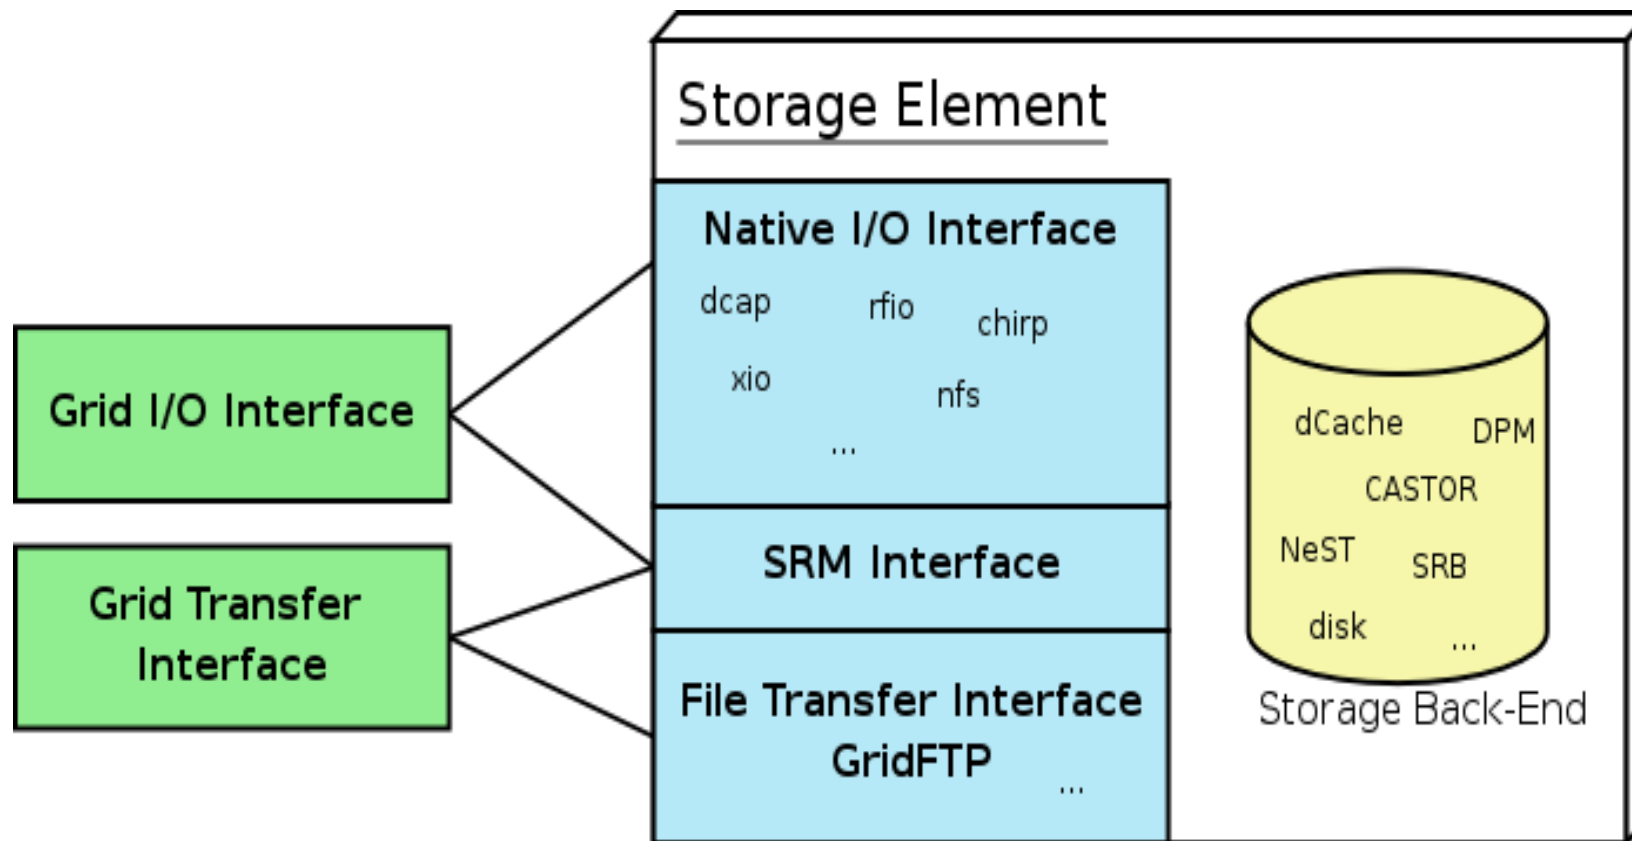 Storage Element
Native I/O Interface
dcap rfio chirp
xio nfs
...
Grid I/O Interface
SRM Interface
Grid Transfer
Interface
File Transfer Interface
GridFTP
...
dCache DPM
CASTOR
NeST SRB
disk ...
Storage Back-End